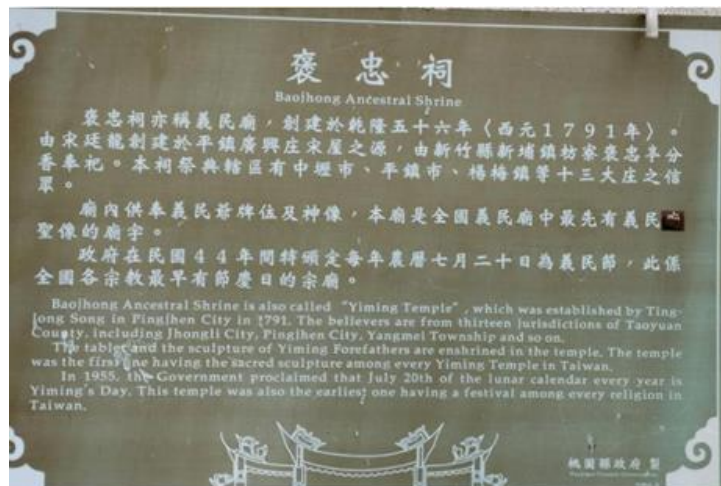 褒忠祠
Baojhong Ancestral Shrine
褒忠祠亦稱義民廟，創建於乾隆五十六年〈西元１７９１年〉。
由宋廷龍創建於平鎮廣興庄宋屋之源，由新竹縣新埔鎮枋寮褒忠亭分
香奉祀。本祠祭典轄區有中壢市、平鎮市、楊梅鎮等十三大庄之信
眾。
廟內供奉義民爺牌位及神像，本廟是全國義民廟中最先有義民
聖像的廟宇。
政府在民國４４年間特頒定每年農曆七月二十日為義民節，此係
全國各宗教最早有節慶日的宗廟。
Baojhong Ancestral Shrine is also called “Yiming Temple”, which was established by Ting-
long Song in Pingjhen City in 1791. The believers are from thirteen jurisdictions of Taoyuan
County, including Jhongli City, Pingjhen City, Yangmei Township and so on.
The tablet and the sculpture of Yiming Forefathers are enshrined in the temple. The temple
was the first one having the sacred sculpture among every Yiming Temple in Taiwan.
In 1955, the Government proclaimed that July 20th of the lunar calendar every year is
Yiming's Day. This temple was also the earliest one having a festival among every religion in
Taiwan.
桃園縣政府 製